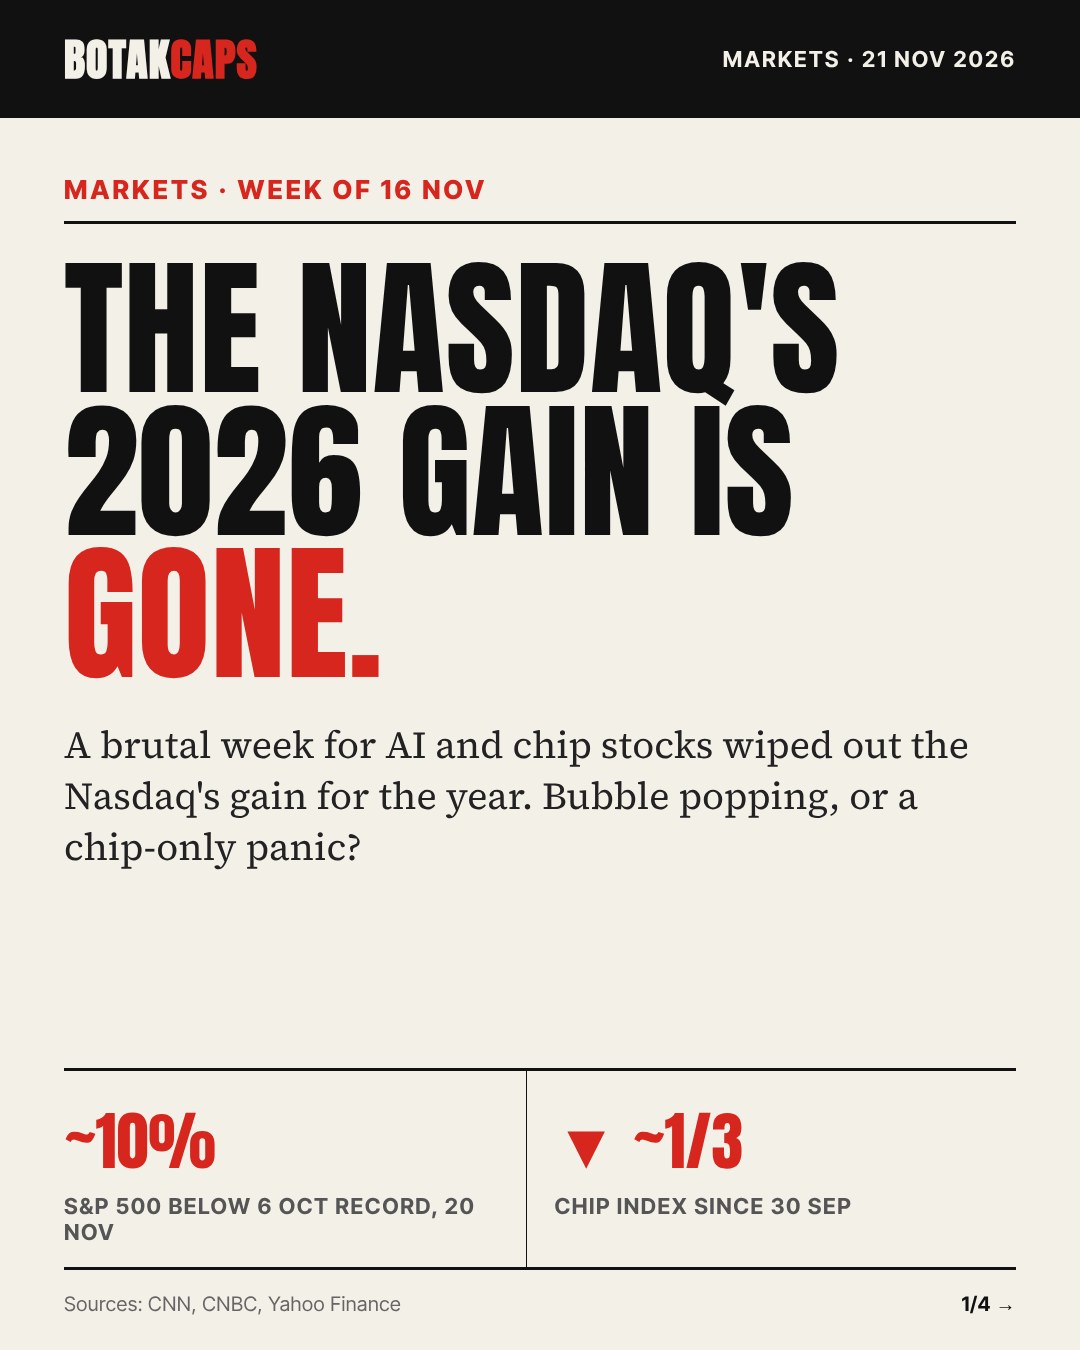 BOTAKCAPS
MARKETS · 21 NOV 2026
MARKETS · WEEK OF 16 NOV
THE NASDAQ'S
2026 GAIN IS
GONE.
A brutal week for AI and chip stocks wiped out the
Nasdaq's gain for the year. Bubble popping, or a
chip-only panic?
~10%
S&P 500 BELOW 6 OCT RECORD, 20
NOV
▼ ~1/3
CHIP INDEX SINCE 30 SEP
Sources: CNN, CNBC, Yahoo Finance
1/4 →